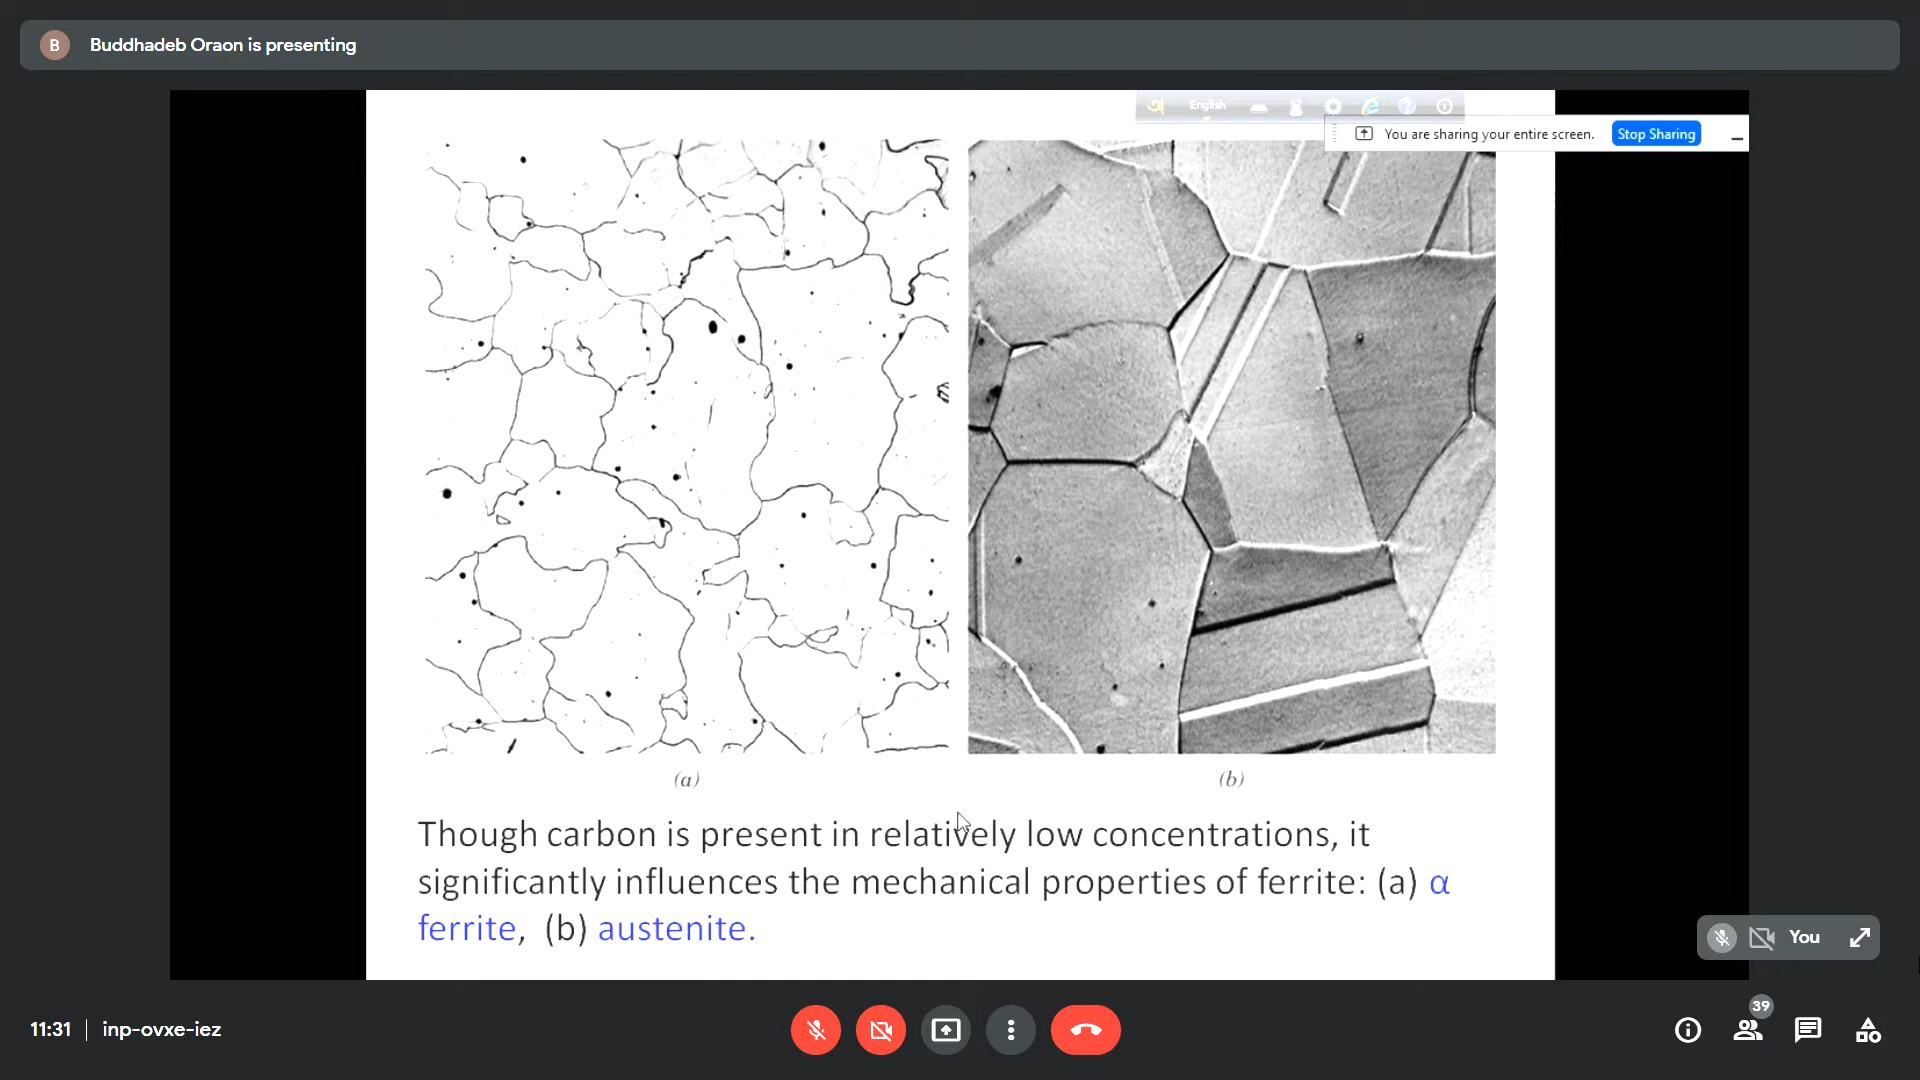 B
Buddhadeb Oraon is presenting
English
You are sharing your entire screen.
Stop Sharing
(a)
(b)
Though carbon is present in relatively low concentrations, it
significantly influences the mechanical properties of ferrite: (a) α
ferrite, (b) austenite.
You
11:31
inp-ovxe-iez
39